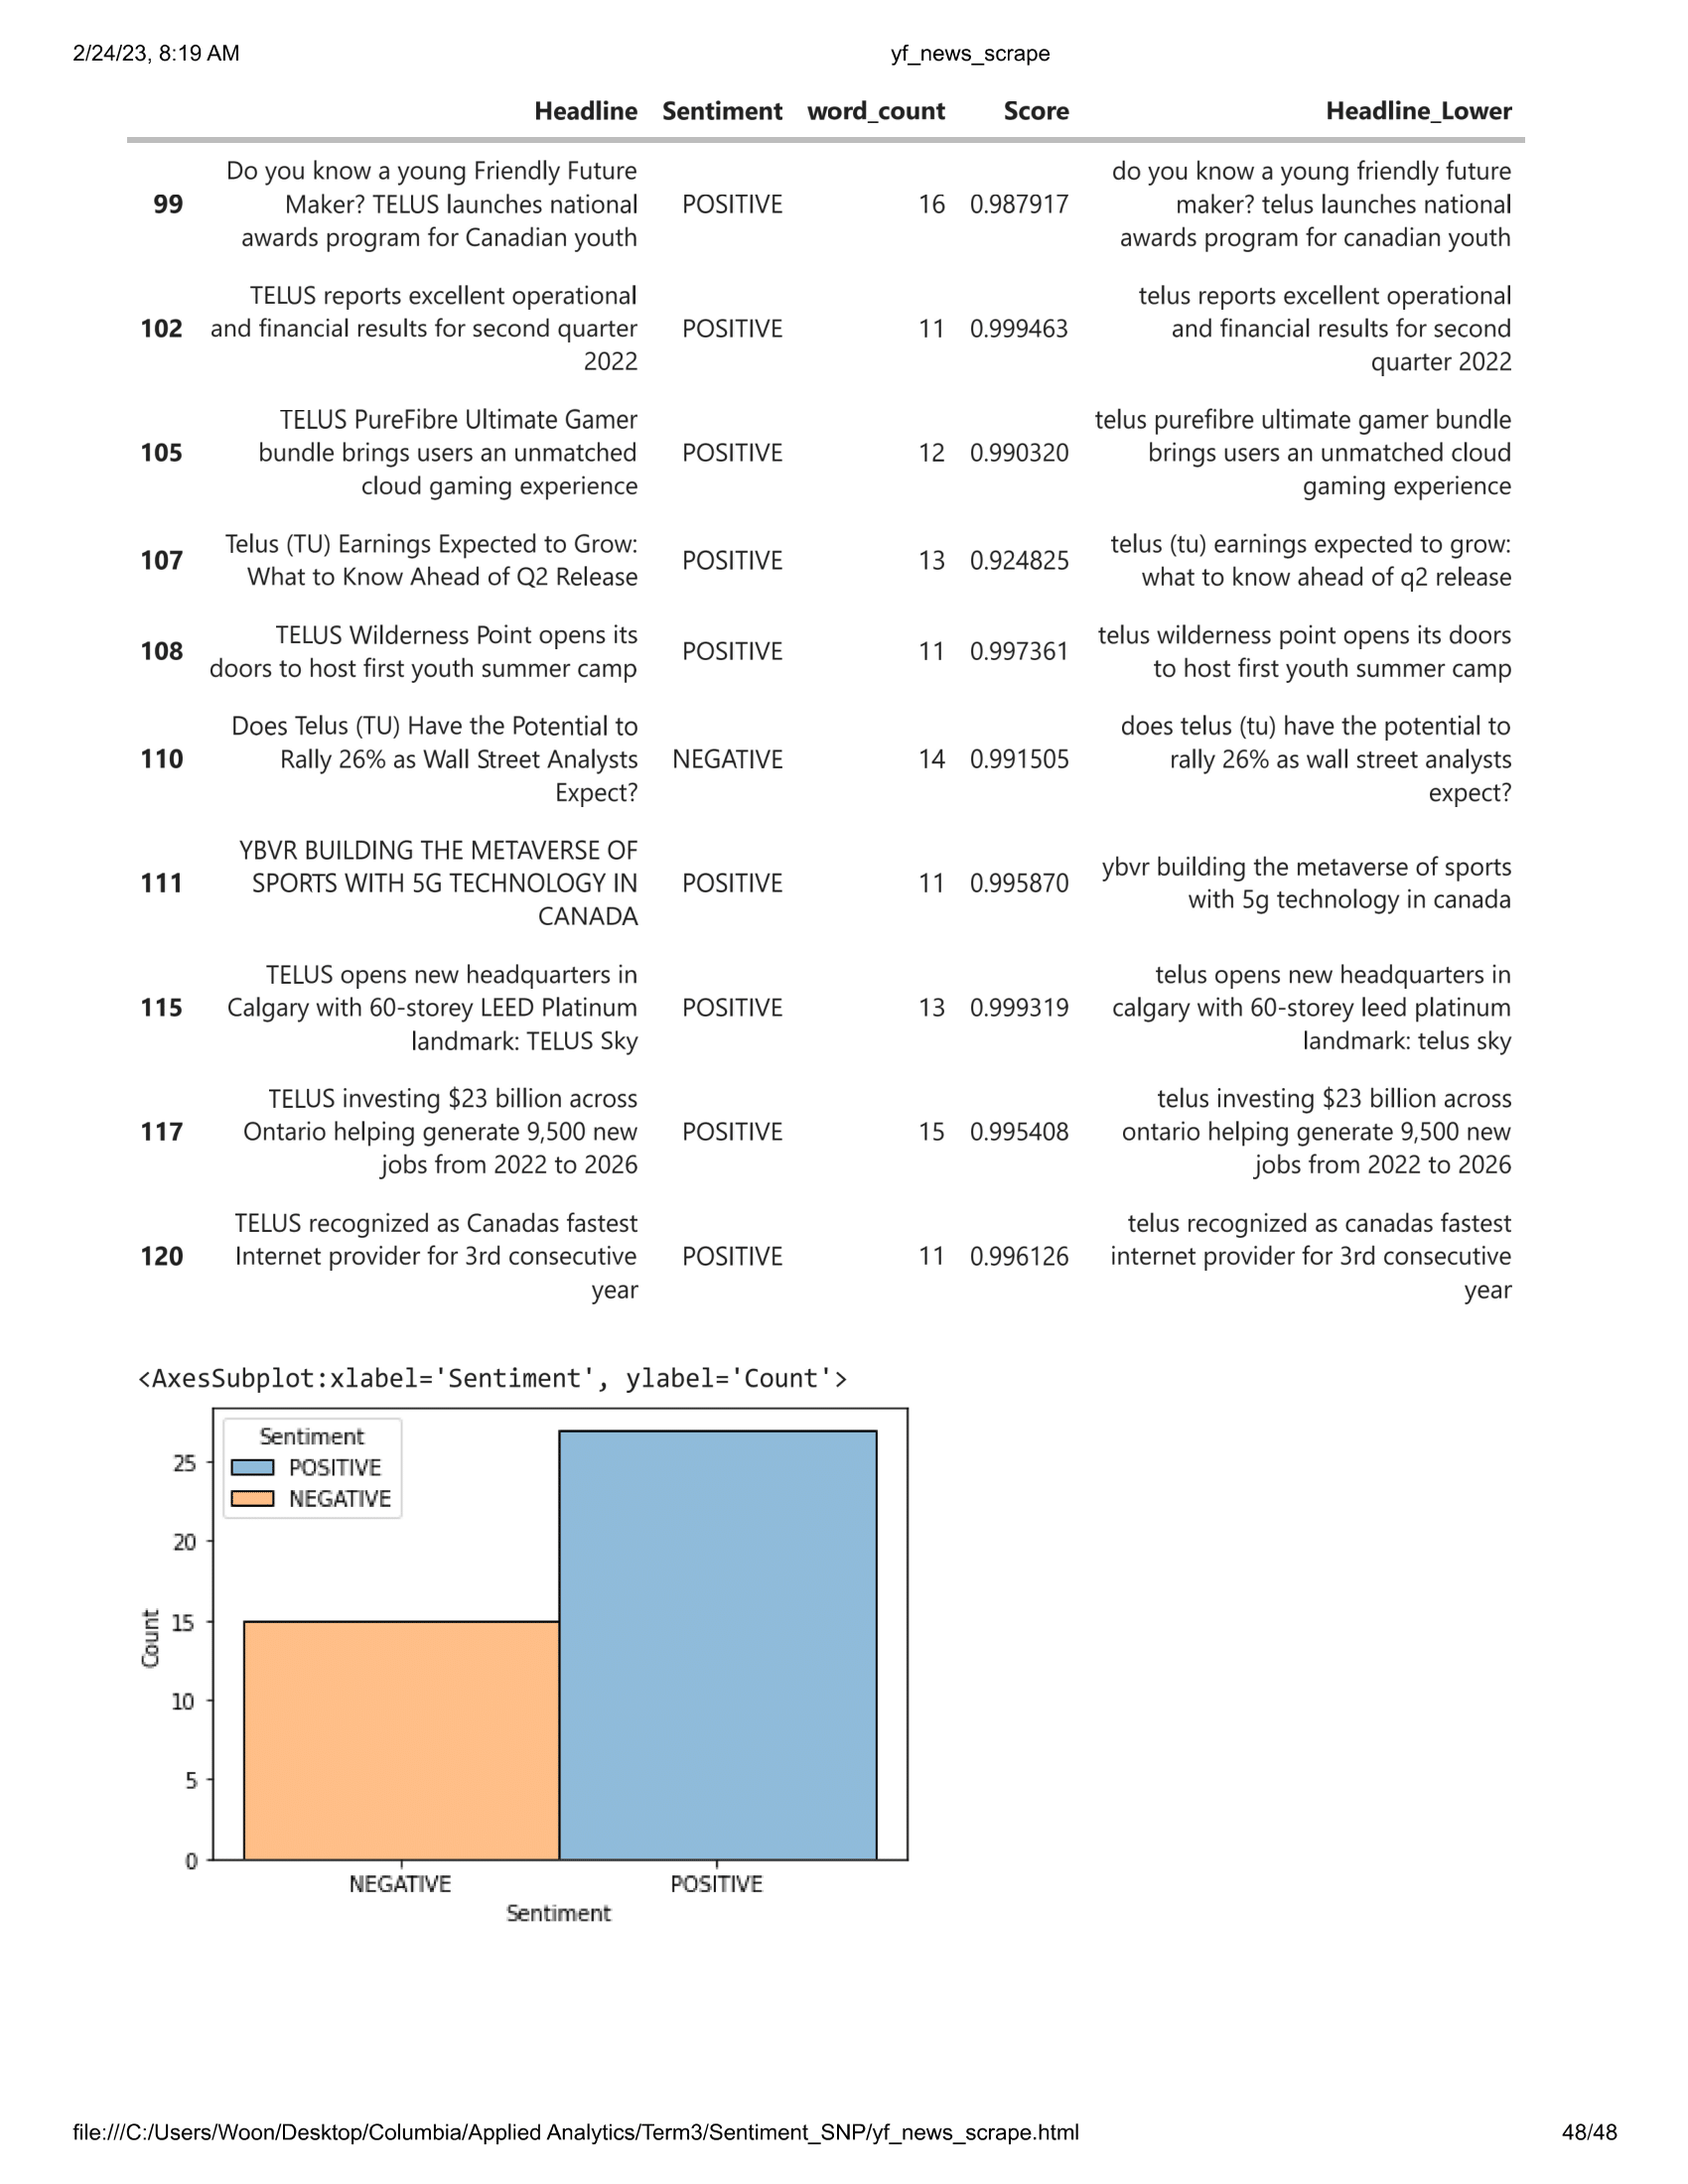 2/24/23, 8:19 AM yf_news_scrape
Headline Sentiment word_count Score Headline_Lower
Do you know a young Friendly Future do you know a young friendly future
99 Maker? TELUS launches national POSITIVE 16 0.987917 maker? telus launches national
awards program for Canadian youth awards program for canadian youth
TELUS reports excellent operational telus reports excellent operational
102 and financial results for second quarter POSITIVE 11 0.999463 and financial results for second
2022 quarter 2022
TELUS PureFibre Ultimate Gamer telus purefibre ultimate gamer bundle
105 bundle brings users an unmatched POSITIVE 12 0.990320 brings users an unmatched cloud
cloud gaming experience gaming experience
Telus (TU) Earnings Expected to Grow: telus (tu) earnings expected to grow:
107 What to Know Ahead of Q2 Release POSITIVE 13 0.924825 what to know ahead of q2 release
TELUS Wilderness Point opens its telus wilderness point opens its doors
108 doors to host first youth summer camp POSITIVE 11 0.997361 to host first youth summer camp
Does Telus (TU) Have the Potential to does telus (tu) have the potential to
110 Rally 26% as Wall Street Analysts NEGATIVE 14 0.991505 rally 26% as wall street analysts
Expect? expect?
YBVR BUILDING THE METAVERSE OF ybvr building the metaverse of sports
111 SPORTS WITH 5G TECHNOLOGY IN POSITIVE 11 0.995870 with 5g technology in canada
CANADA
TELUS opens new headquarters in telus opens new headquarters in
115 Calgary with 60-storey LEED Platinum POSITIVE 13 0.999319 calgary with 60-storey leed platinum
landmark: TELUS Sky landmark: telus sky
TELUS investing $23 billion across telus investing $23 billion across
117 Ontario helping generate 9,500 new POSITIVE 15 0.995408 ontario helping generate 9,500 new
jobs from 2022 to 2026 jobs from 2022 to 2026
TELUS recognized as Canadas fastest telus recognized as canadas fastest
120 Internet provider for 3rd consecutive POSITIVE 11 0.996126 internet provider for 3rd consecutive
year year
<AxesSubplot:xlabel='Sentiment', ylabel='Count'>
Sentiment
POSITIVE
NEGATIVE
25
20
15
10
5
0
Count
NEGATIVE POSITIVE
Sentiment
file:///C:/Users/Woon/Desktop/Columbia/Applied Analytics/Term3/Sentiment_SNP/yf_news_scrape.html 48/48